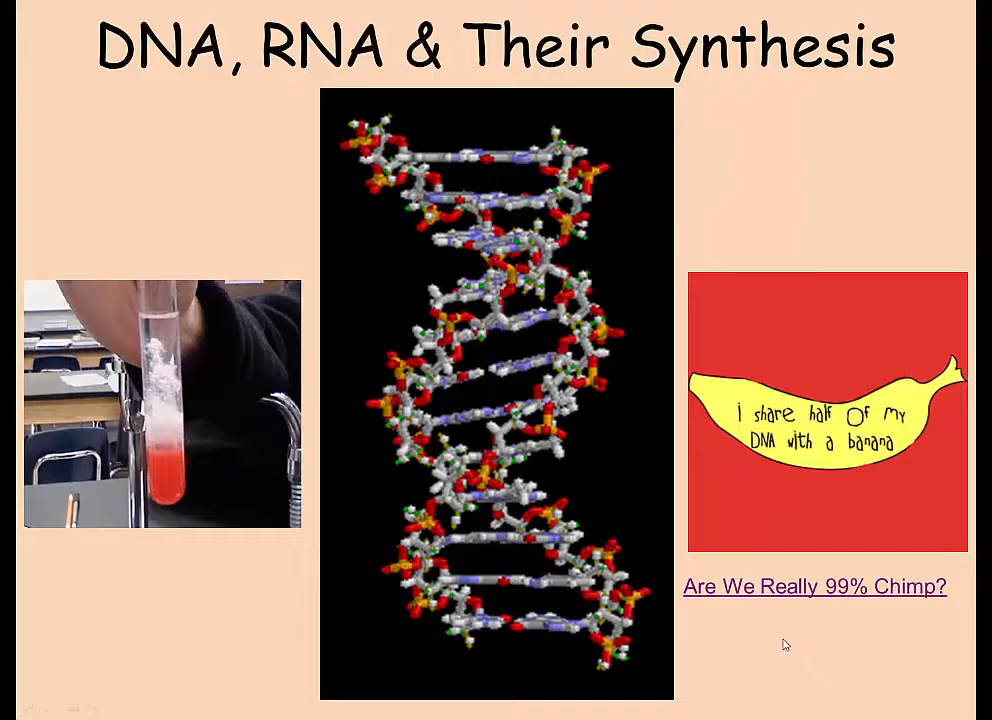 DNA, RNA & Their Synthesis
i share half of my
DNA with a banana
Are We Really 99% Chimp?